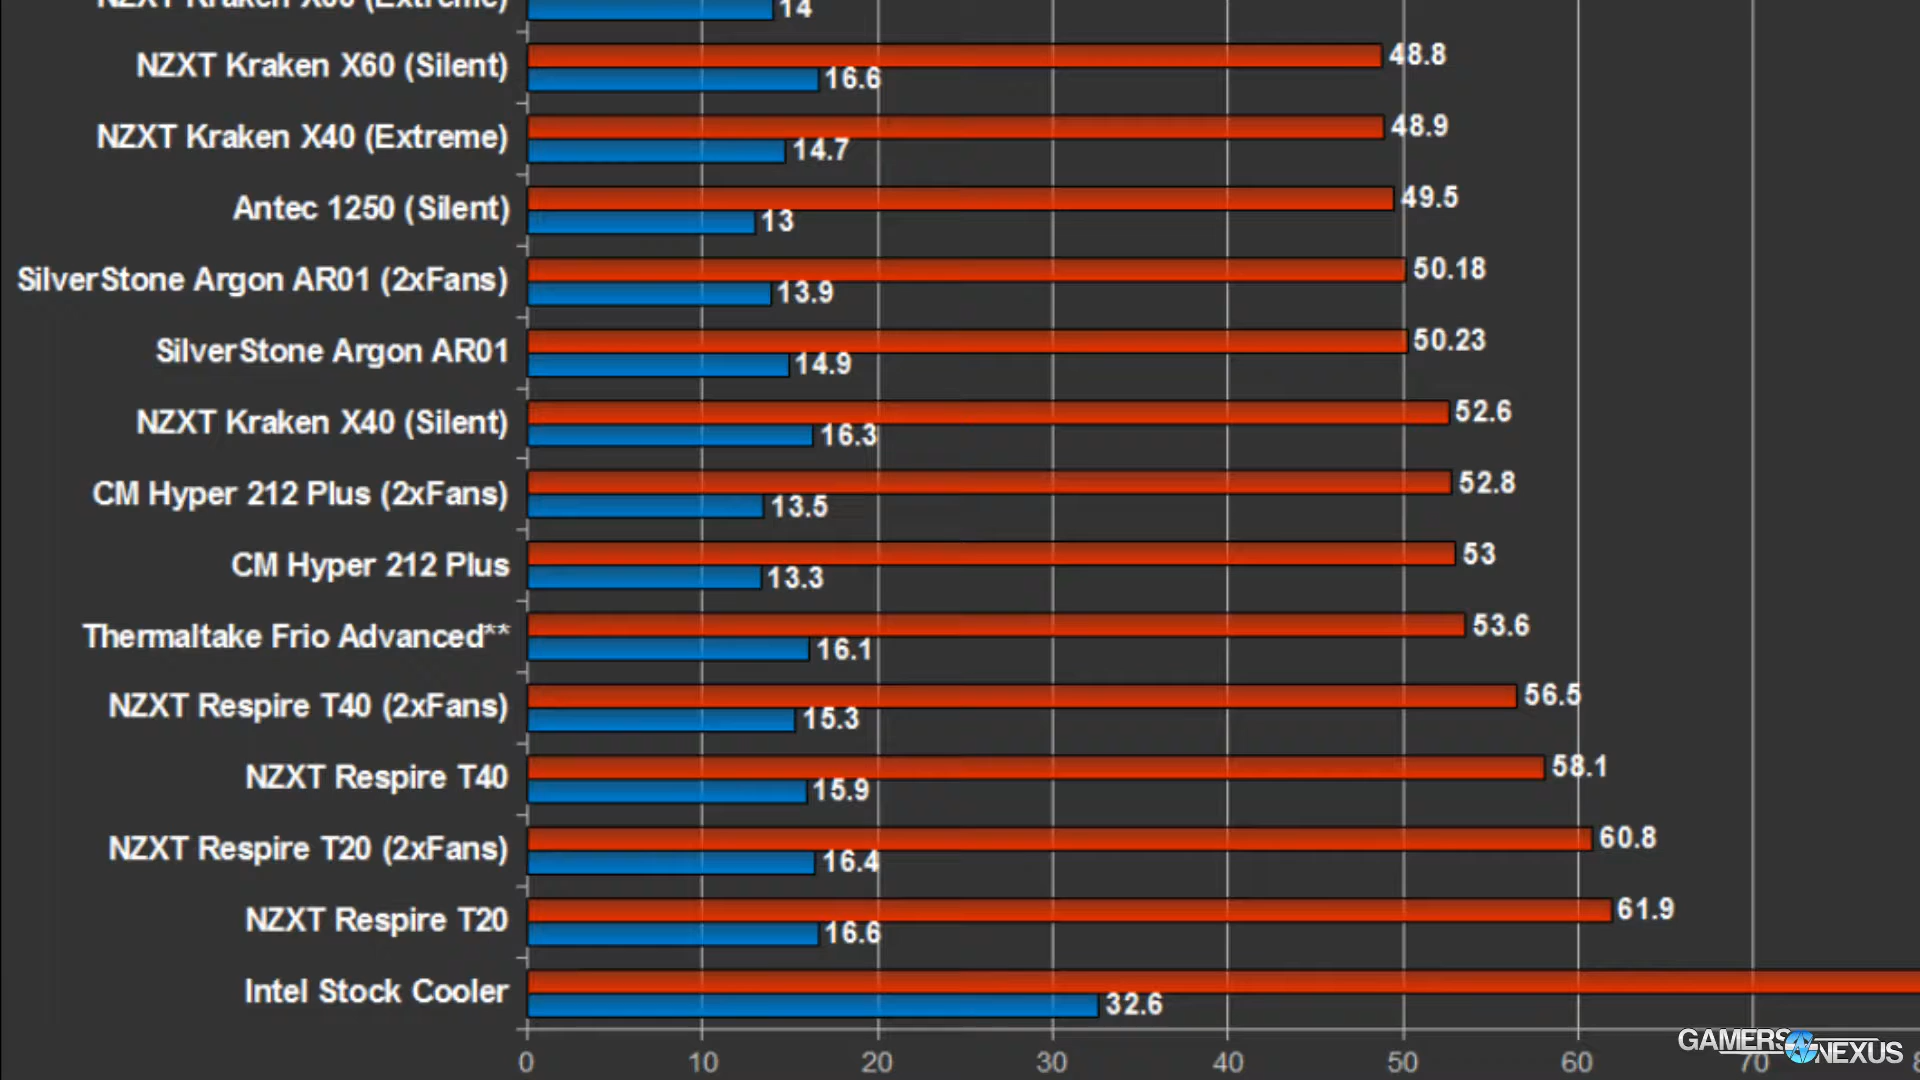 NZXT Kraken X60 (Extreme) 14
NZXT Kraken X60 (Silent) 48.8
16.6
NZXT Kraken X40 (Extreme) 48.9
14.7
Antec 1250 (Silent) 49.5
13
SilverStone Argon AR01 (2xFans) 50.18
13.9
SilverStone Argon AR01 50.23
14.9
NZXT Kraken X40 (Silent) 52.6
16.3
CM Hyper 212 Plus (2xFans) 52.8
13.5
CM Hyper 212 Plus 53
13.3
Thermaltake Frio Advanced** 53.6
16.1
NZXT Respire T40 (2xFans) 56.5
15.3
NZXT Respire T40 58.1
15.9
NZXT Respire T20 (2xFans) 60.8
16.4
NZXT Respire T20 61.9
16.6
Intel Stock Cooler
32.6
0 10 20 30 40 50 60 70
GAMERS NEXUS